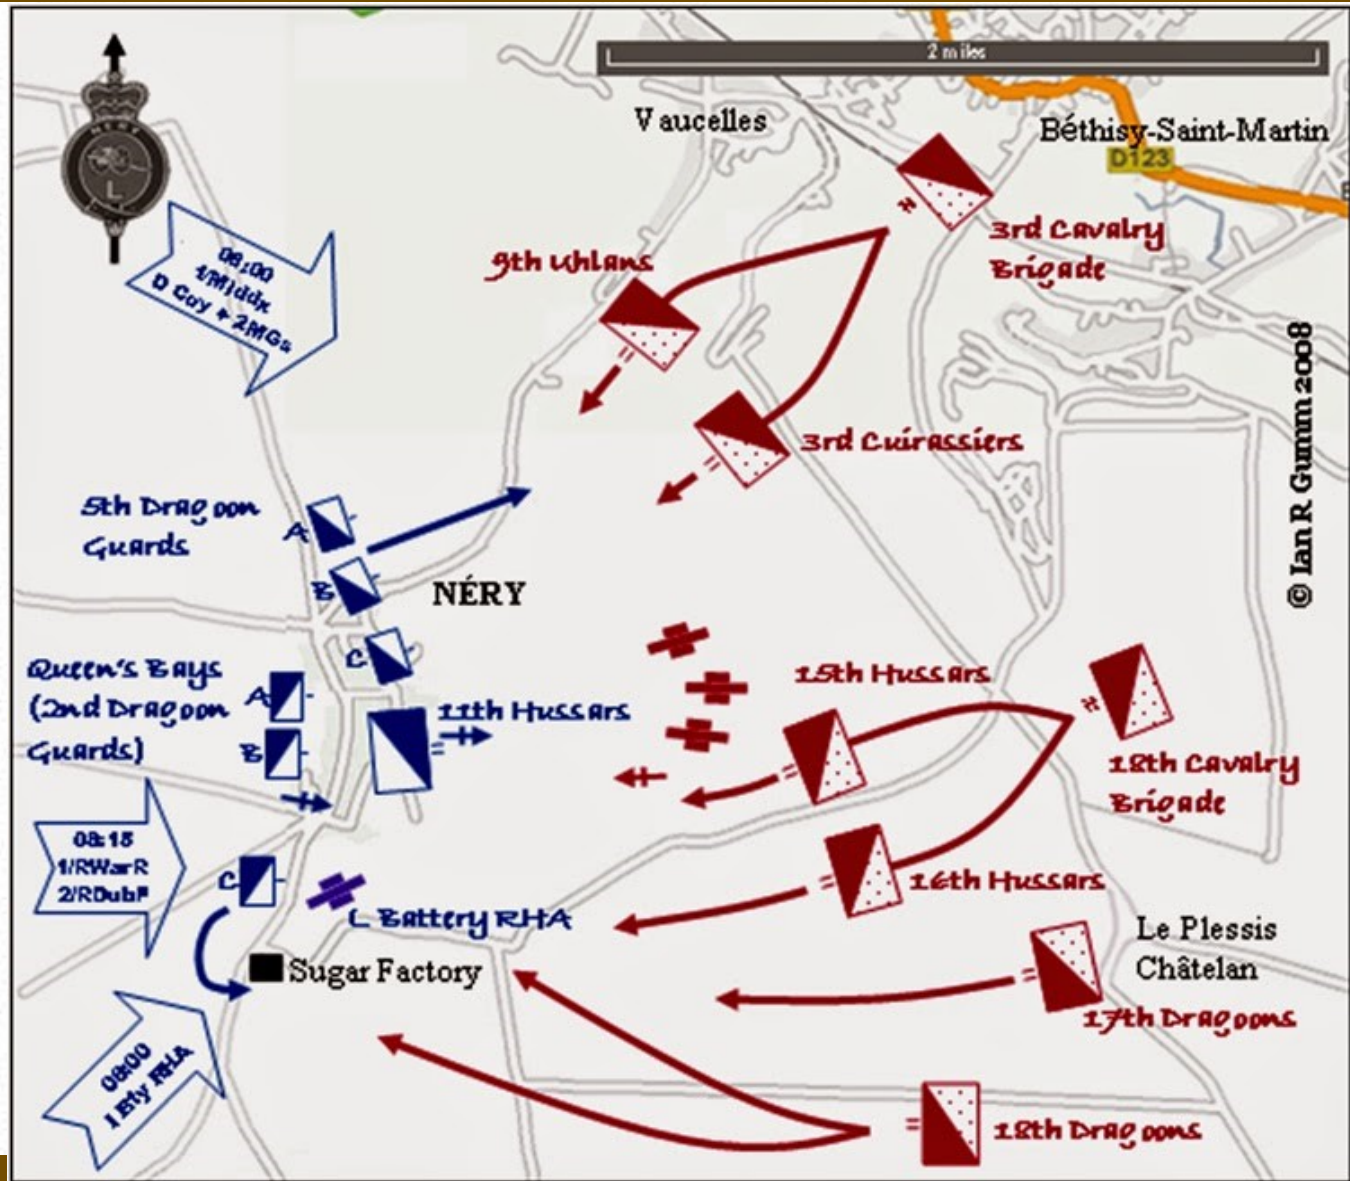 2 miles
Vaucelles
Béthisy-Saint-Martin
D123
NERY
L
3rd Cavalry
Brigade
08:00
1/Middx
D Coy + 2MGs
9th Uhlans
3rd Cuirassiers
© Ian R Gumm 2008
5th Dragoon
Guards
A
B
C
NÉRY
Queen's Bays
(2nd Dragoon
Guards)
A
B
11th Hussars
15th Hussars
18th Cavalry
Brigade
08:15
1/RWarR
2/RDubF
C
L Battery RHA
16th Hussars
Sugar Factory
Le Plessis
Châtelan
17th Dragoons
08:00
I Bty RHA
18th Dragoons